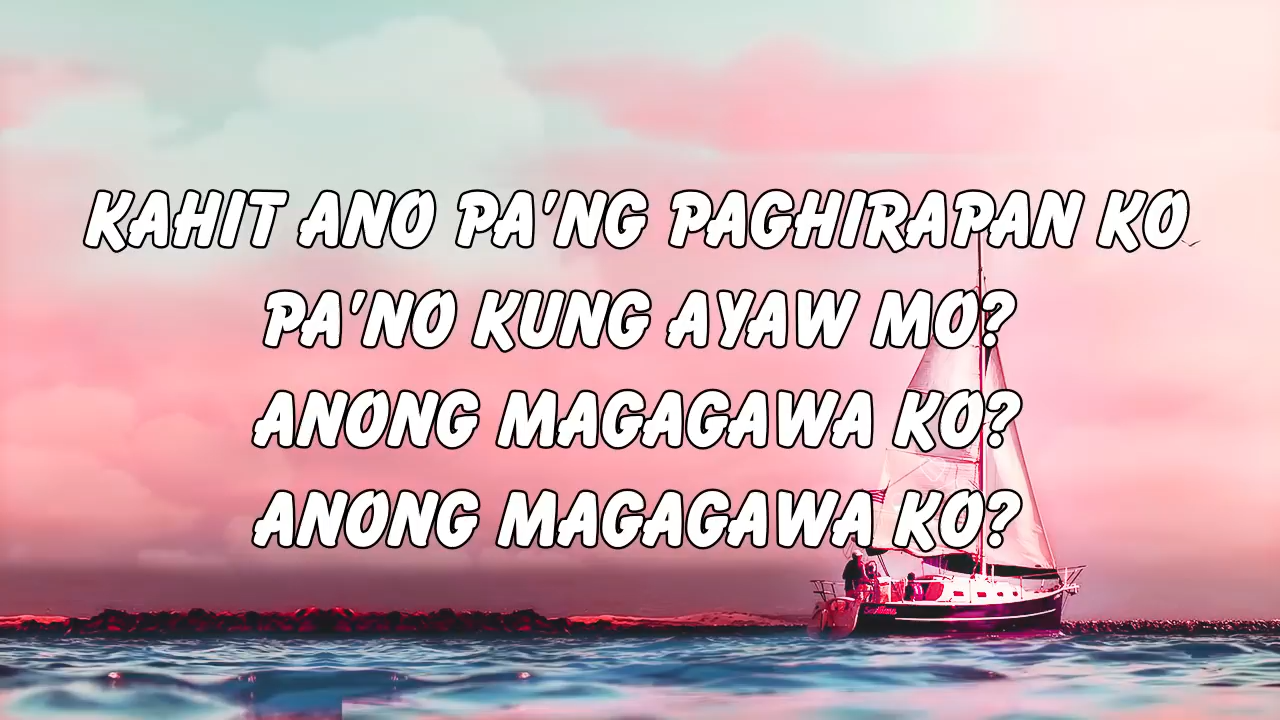 KAHIT ANO PA'NG PAGHIRAPAN KO
PA'NO KUNG AYAW MO?
ANONG MAGAGAWA KO?
ANONG MAGAGAWA KO?